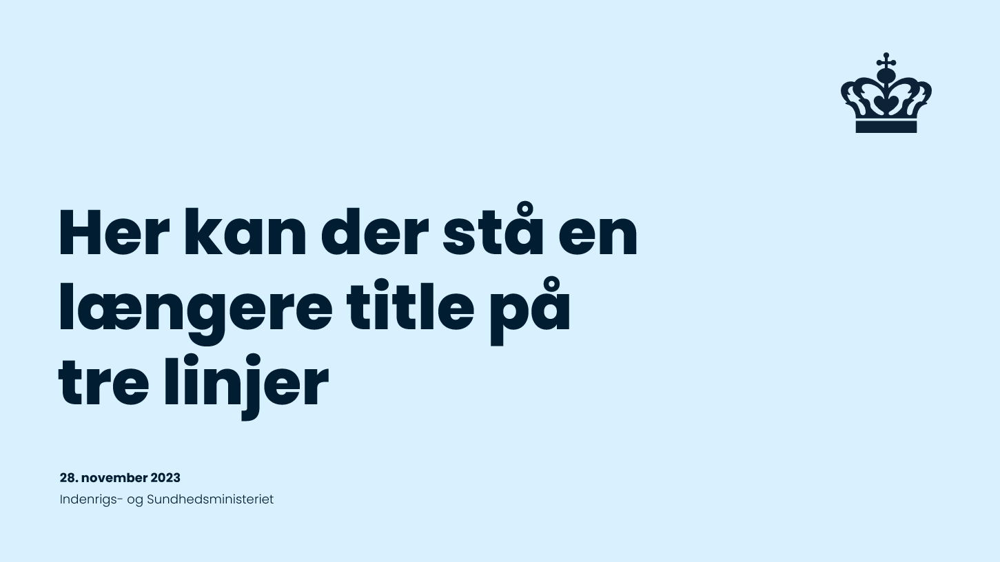 Her kan der stå en
længere title på
tre linjer
28. november 2023
Indenrigs- og Sundhedsministeriet